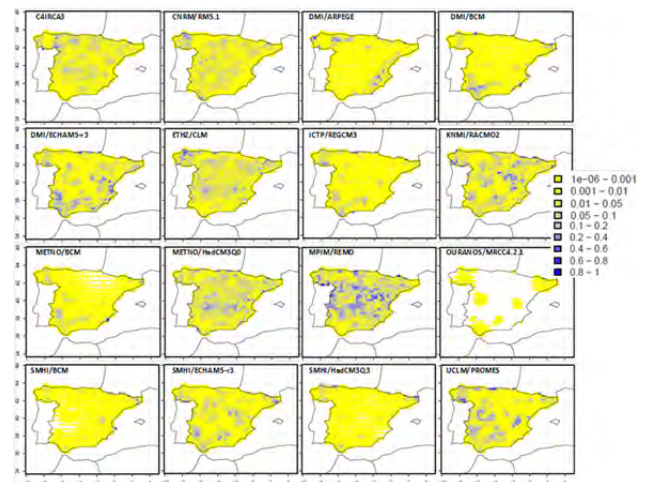 C4IRCA3
CNRM/RM5.1
DMI/ARPEGE
DMI/BCM
DMI/ECHAM5-r3
ETHZ/CLM
ICTP/REGCM3
KNMI/RACMO2
1e-06 - 0.001
0.001 - 0.01
0.01 - 0.05
0.05 - 0.1
0.1 - 0.2
0.2 - 0.4
0.4 - 0.6
0.6 - 0.8
0.8 - 1
METNO/BCM
METNO/HadCM3Q0
MPIM/REMO
OURANOS/MRCC4.2.1
SMHI/BCM
SMHI/ECHAM5-r3
SMHI/HadCM3Q3
UCLM/PROMES